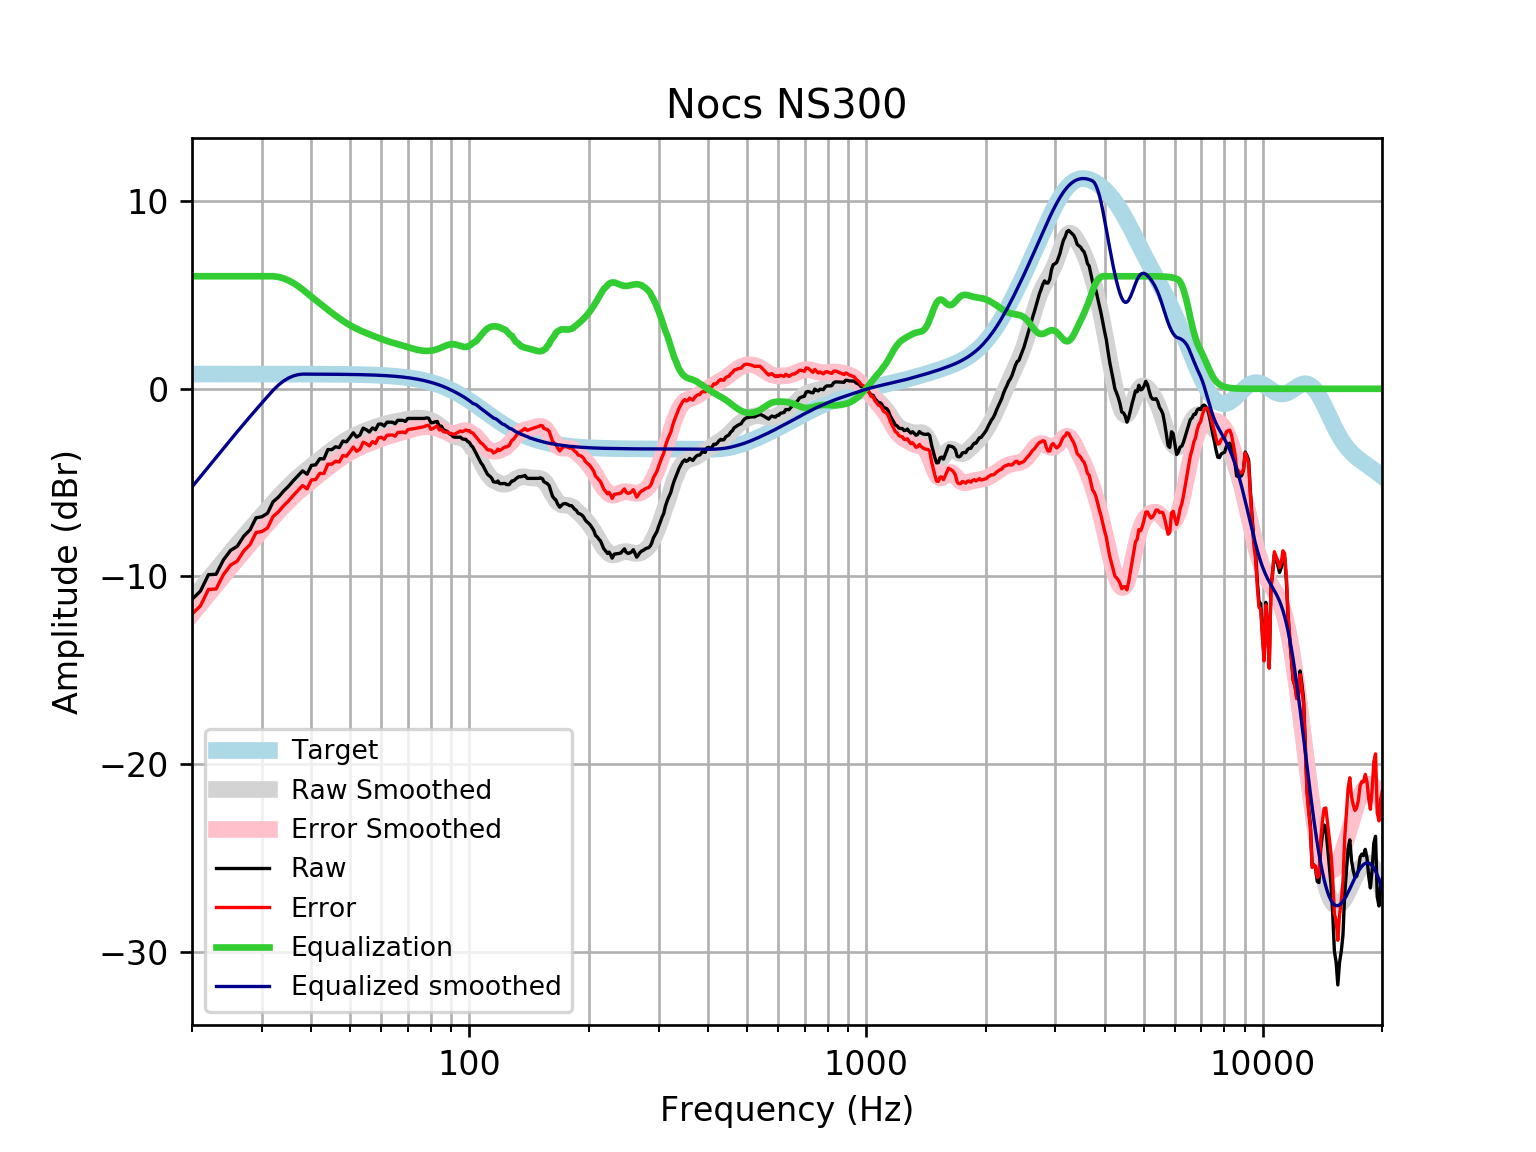 Nocs NS300
Amplitude (dBr)
10
0
−10
−20
−30
Target
Raw Smoothed
Error Smoothed
Raw
Error
Equalization
Equalized smoothed
100
1000
10000
Frequency (Hz)